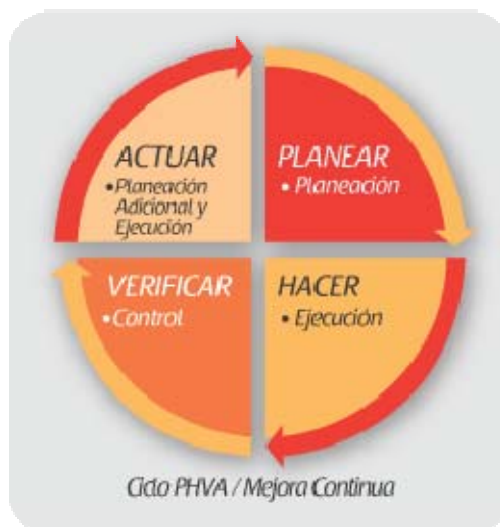 ACTUAR
•Planeación
Adicional y
Ejecución
PLANEAR
• Planeación
VERIFICAR
•Control
HACER
• Ejecución
Ciclo PHVA / Mejora Continua